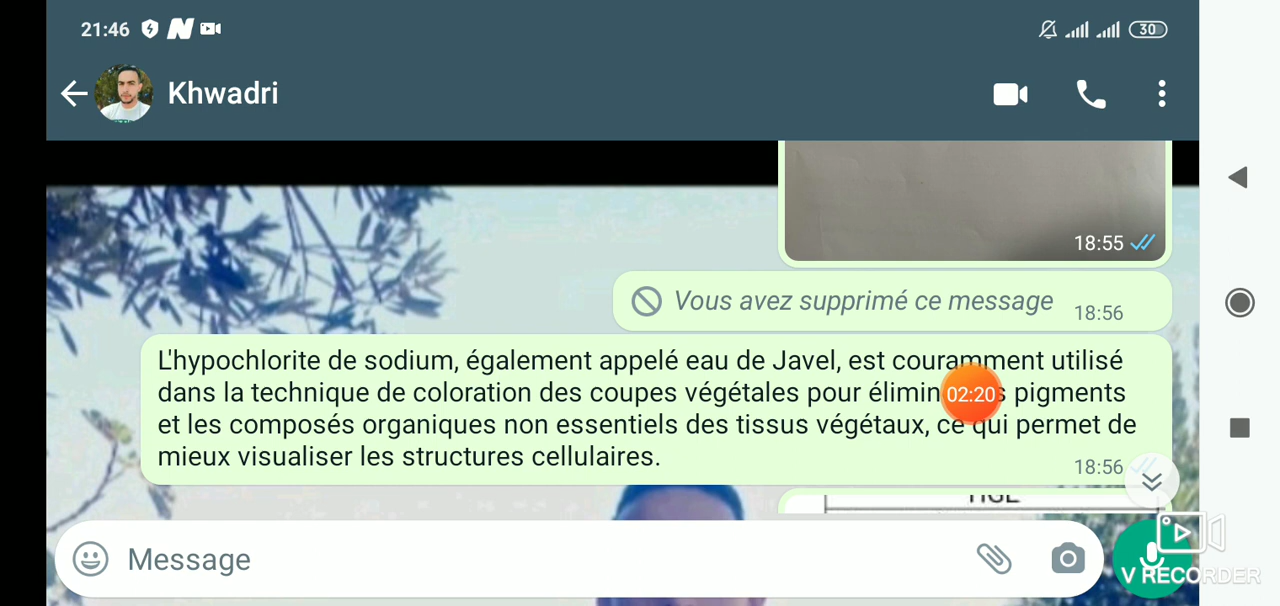 21:46
30
Khwadri
18:55
Vous avez supprimé ce message
18:56
L'hypochlorite de sodium, également appelé eau de Javel, est couramment utilisé
dans la technique de coloration des coupes végétales pour élimin 02:20 s pigments
et les composés organiques non essentiels des tissus végétaux, ce qui permet de
mieux visualiser les structures cellulaires.
18:56
TIGE
Message
V RECORDER